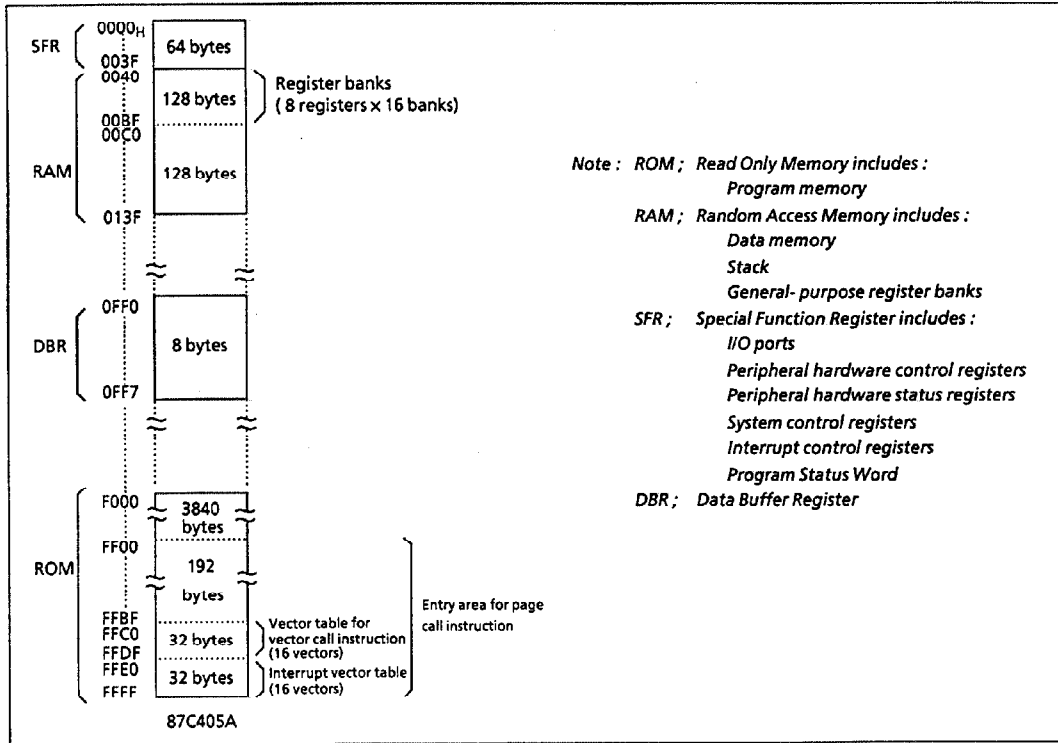 SFR
0000H
003F
64 bytes
RAM
0040
00BF
128 bytes
Register banks
( 8 registers x 16 banks)
00C0
013F
128 bytes
DBR
0FF0
0FF7
8 bytes
ROM
F000
3840
bytes
FF00
192
bytes
FFBF
FFC0
FFDF
32 bytes
Vector table for
vector call instruction
(16 vectors)
FFE0
FFFF
32 bytes
Interrupt vector table
(16 vectors)
Entry area for page
call instruction
87C405A
Note : ROM ; Read Only Memory includes :
Program memory
RAM ; Random Access Memory includes :
Data memory
Stack
General- purpose register banks
SFR ; Special Function Register includes :
I/O ports
Peripheral hardware control registers
Peripheral hardware status registers
System control registers
Interrupt control registers
Program Status Word
DBR ; Data Buffer Register